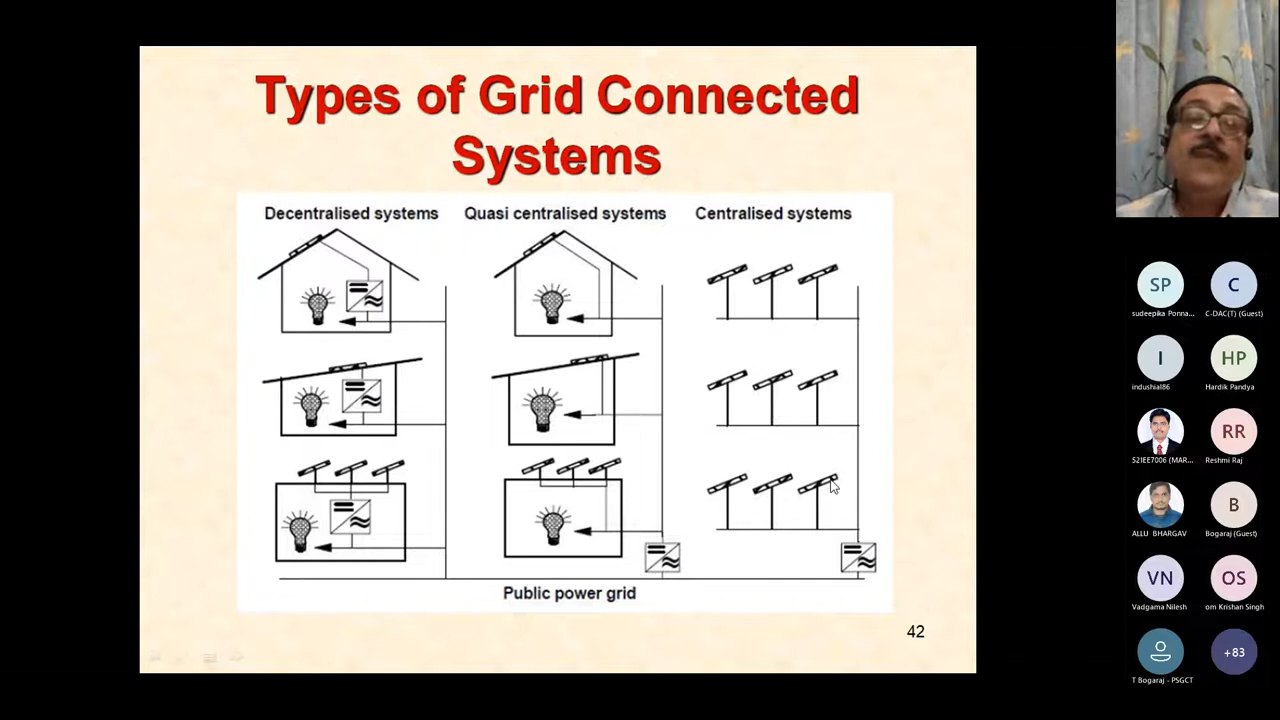 Types of Grid Connected
Systems
Decentralised systems
Quasi centralised systems
Centralised systems
Public power grid
42
SP
sudeepika Ponna...
C
C-DAC(T) (Guest)
I
indushial86
HP
Hardik Pandya
521EE7006 (MAR...
RR
Reshmi Raj
ALLU BHARGAV
B
Bogaraj (Guest)
VN
Vadgama Nilesh
OS
om Krishan Singh
T Bogaraj - PSGCT
+83